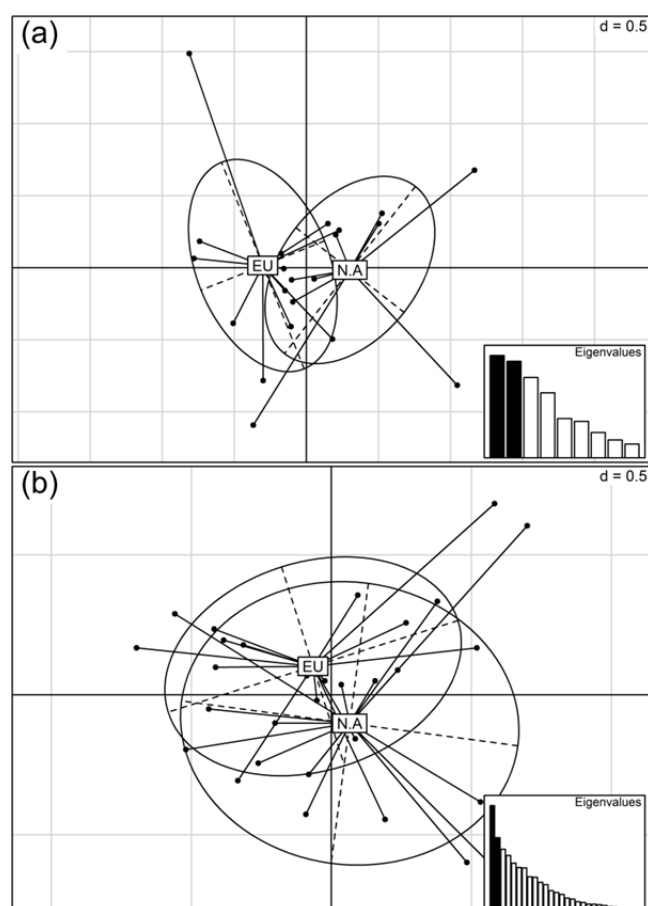 (a)
d = 0.5
EU
N.A
Eigenvalues
(b)
d = 0.5
EU
N.A
Eigenvalues